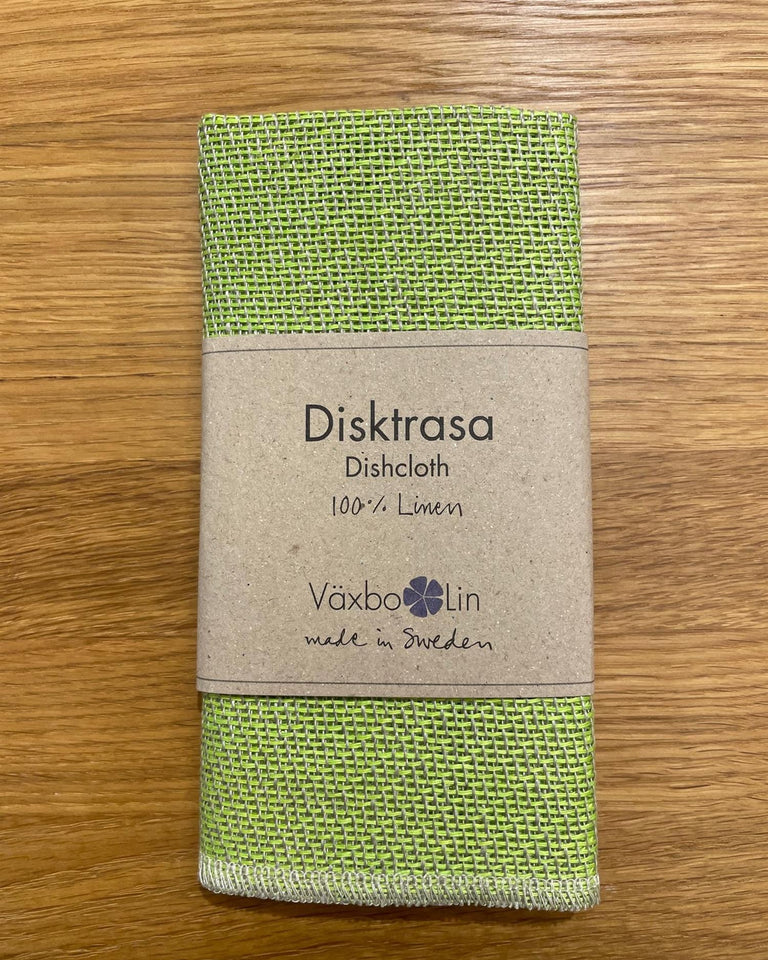 Disktrasa
Dishcloth
100% Linen
Växbo Lin
made in Sweden